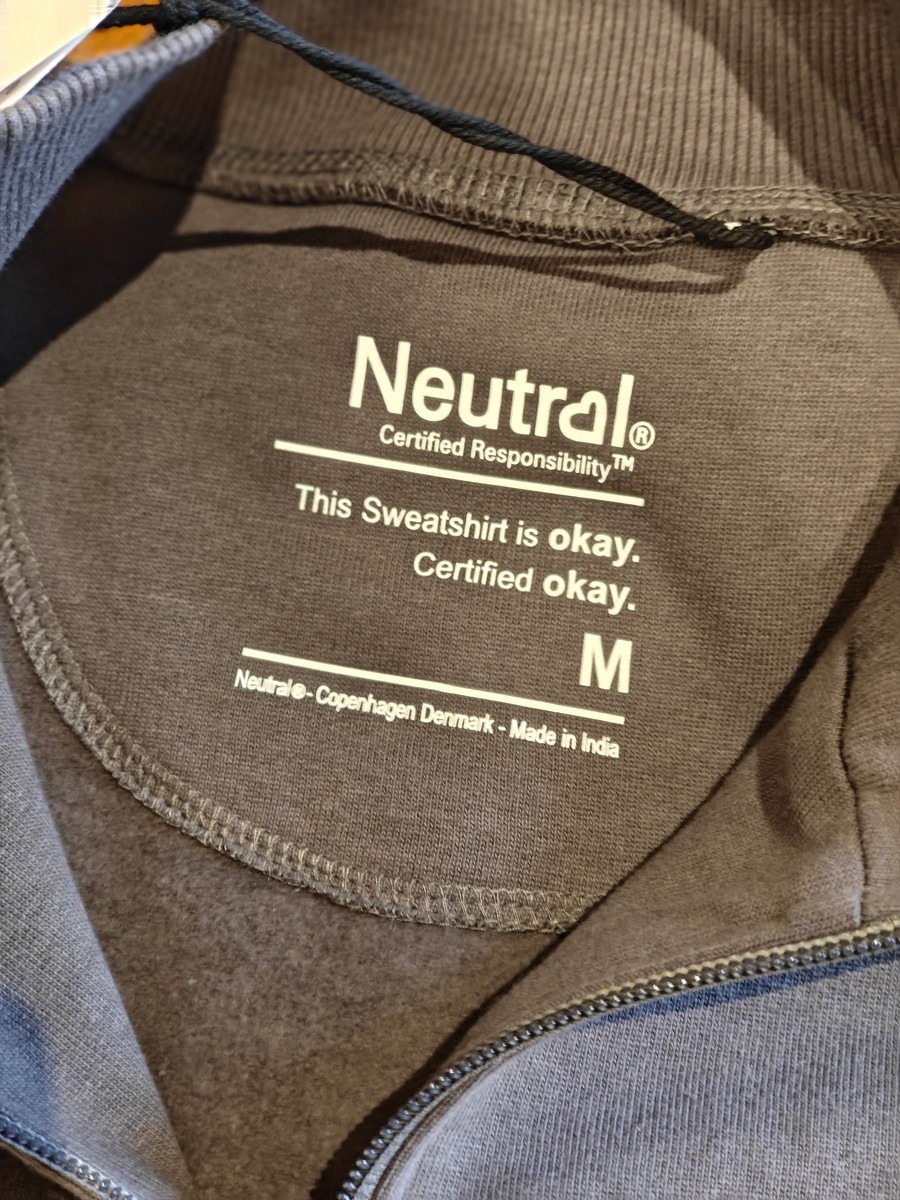 Neutral®
Certified Responsibility™
This Sweatshirt is okay.
Certified okay.
M
Neutral®- Copenhagen Denmark - Made in India